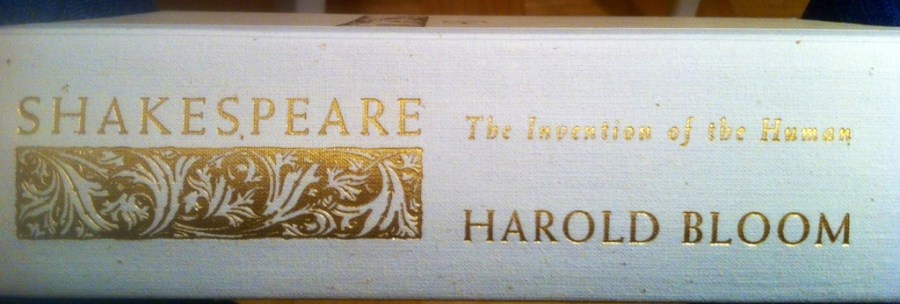 SHAKESPEARE
The Invention of the Human
HAROLD BLOOM